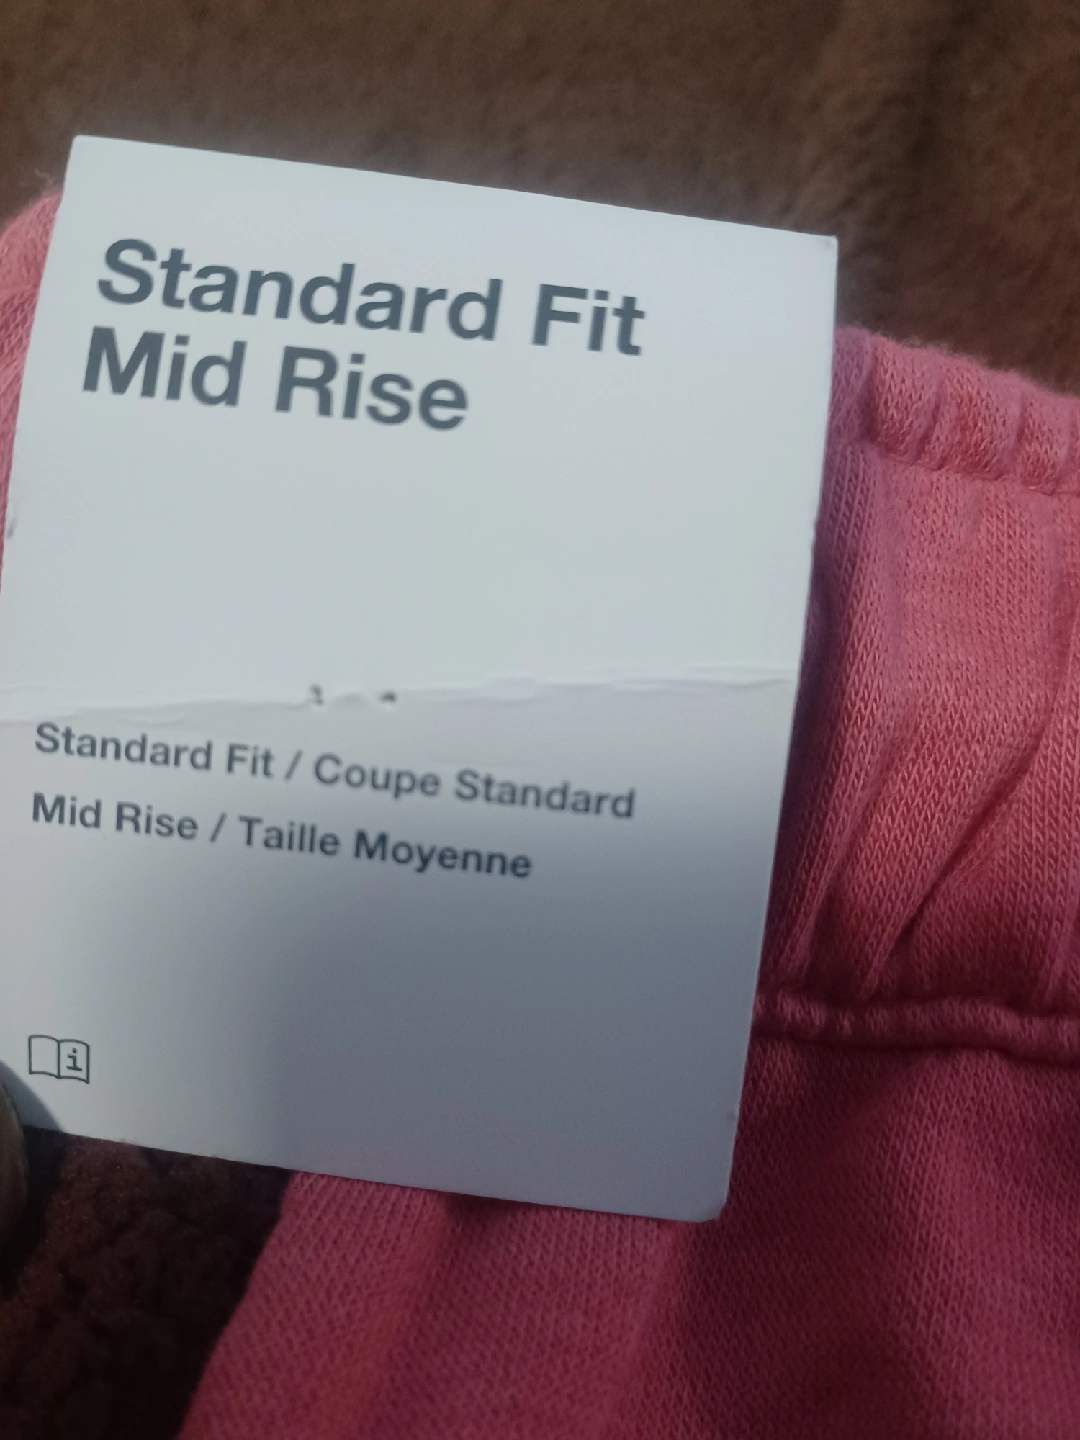 Standard Fit
Mid Rise
Standard Fit / Coupe Standard
Mid Rise / Taille Moyenne
i